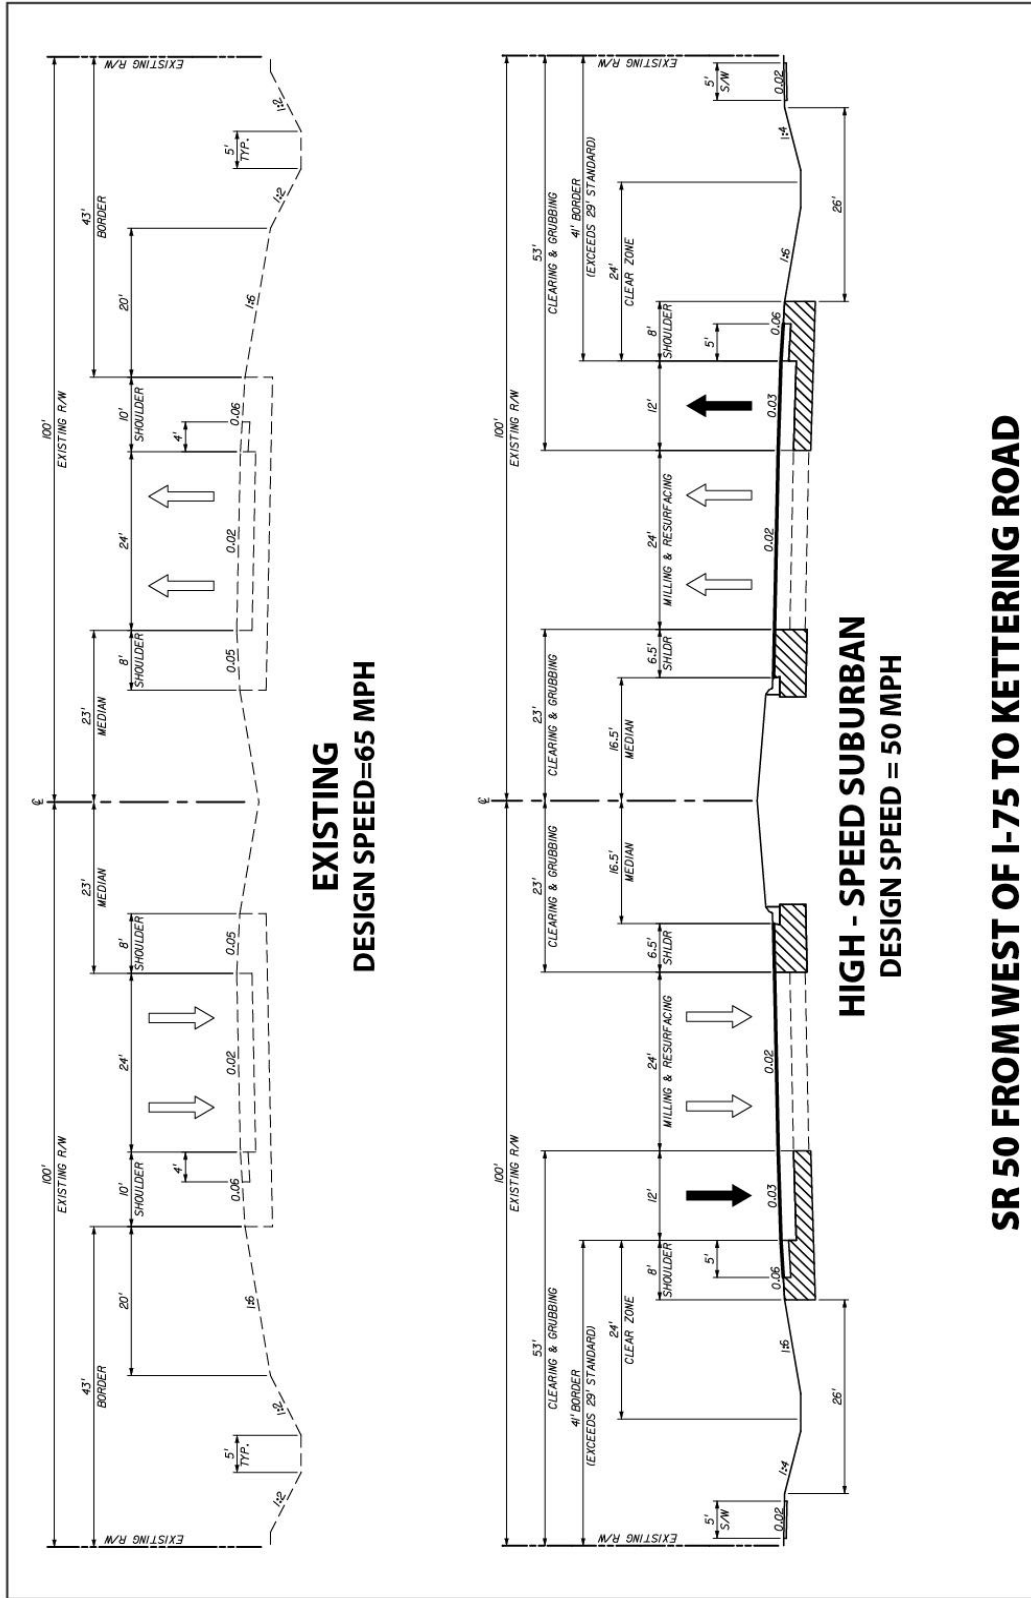 ℄
100' 100'
EXISTING R/W EXISTING R/W
43' 23' 23' 43'
BORDER MEDIAN MEDIAN BORDER
20' 10' 24' 8' 8' 24' 10' 20'
SHOULDER SHOULDER SHOULDER SHOULDER
EXISTING R/W EXISTING R/W
4' 4'
5' 5'
TYP. TYP.
0.06 0.02 0.05 0.05 0.02 0.06
1:2 1:2 1:6 1:6 1:2 1:2
EXISTING
DESIGN SPEED=65 MPH
℄
100' 100'
EXISTING R/W EXISTING R/W
53' 23' 23' 53'
CLEARING & GRUBBING CLEARING & GRUBBING CLEARING & GRUBBING CLEARING & GRUBBING
41' BORDER 41' BORDER
(EXCEEDS 29' STANDARD) (EXCEEDS 29' STANDARD)
24' 16.5' 16.5' 24'
CLEAR ZONE MEDIAN MEDIAN CLEAR ZONE
8' 12' 24' 6.5' 6.5' 24' 12' 8'
SHOULDER MILLING & RESURFACING SHLDR SHLDR MILLING & RESURFACING SHOULDER
EXISTING R/W EXISTING R/W
5' 5' 5' 5'
S/W S/W
0.02 1:4 1:6 0.06 0.03 0.02 0.02 0.03 0.06 1:6 1:4 0.02
26' 26'
HIGH - SPEED SUBURBAN
DESIGN SPEED = 50 MPH
SR 50 FROM WEST OF I-75 TO KETTERING ROAD